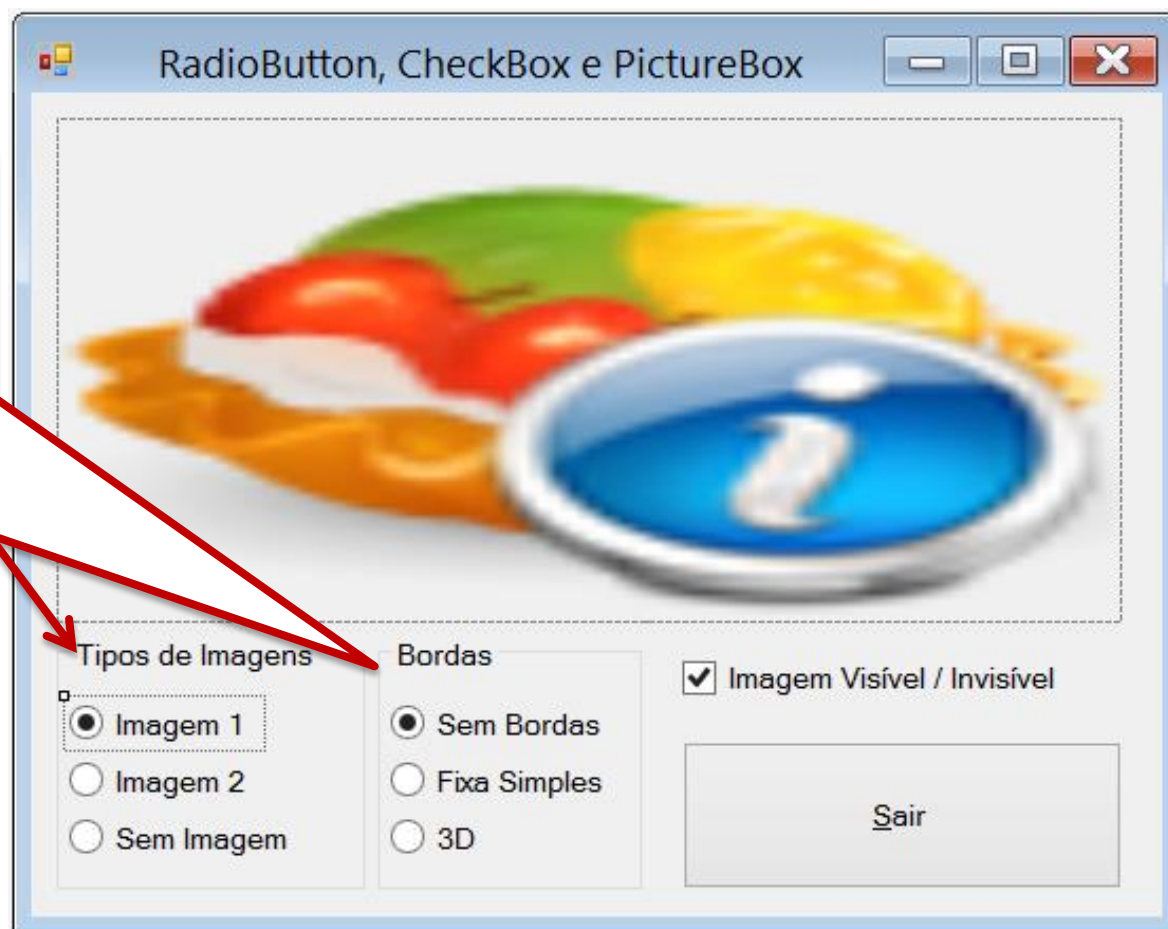 RadioButton, CheckBox e PictureBox
Tipos de Imagens
Imagem 1
Imagem 2
Sem Imagem
Bordas
Sem Bordas
Fixa Simples
3D
Imagem Visível / Invisível
Sair